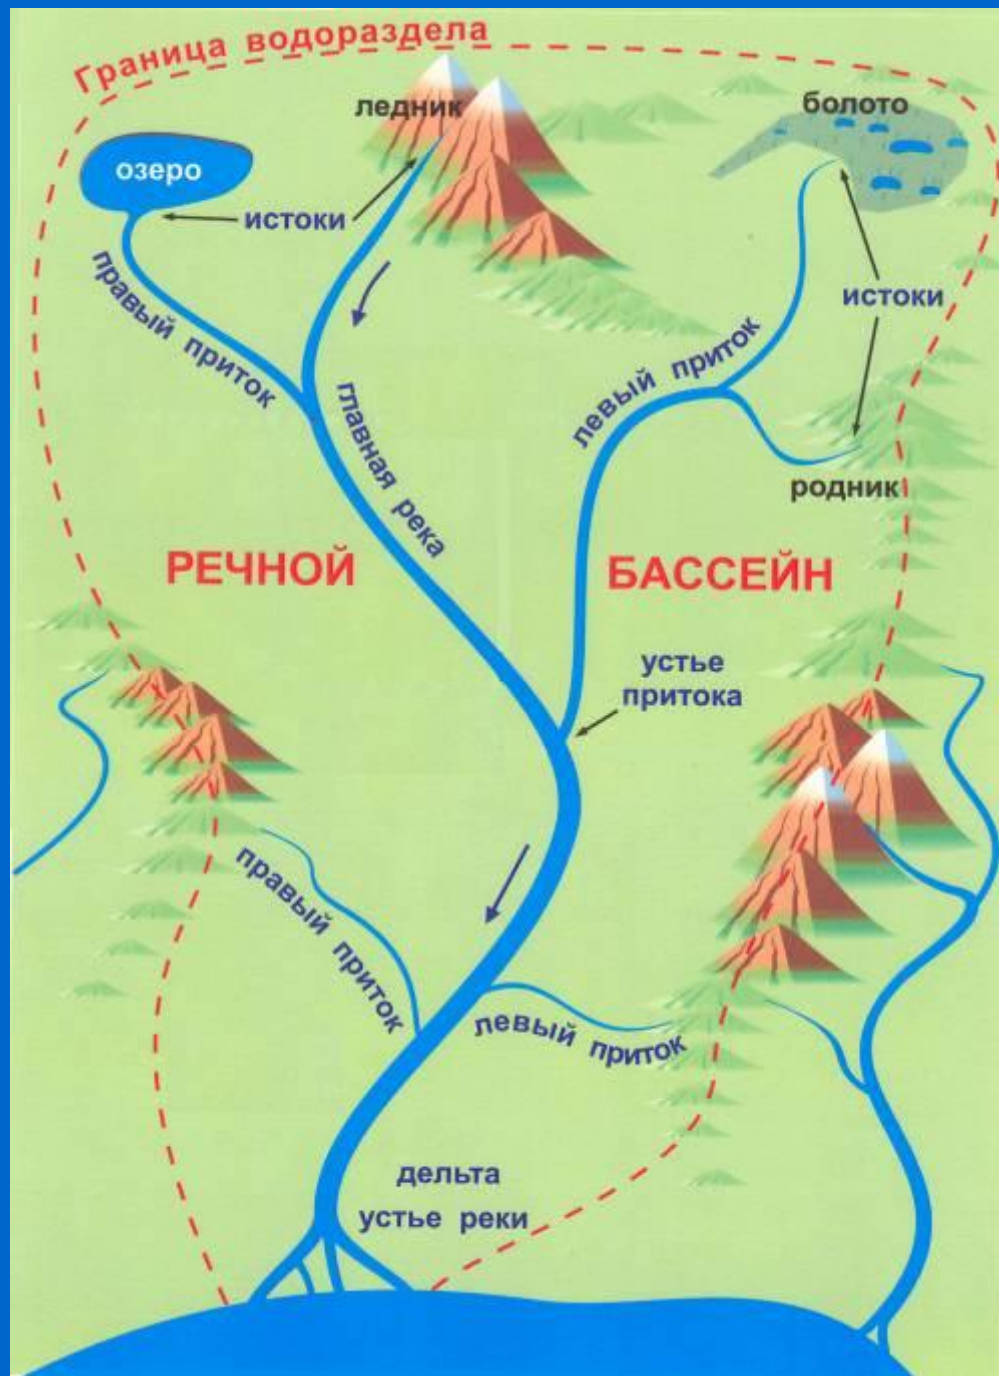 Граница водораздела
ледник
болото
озеро
истоки
правый приток
истоки
левый приток
главная река
родник
РЕЧНОЙ БАССЕЙН
устье
притока
правый приток
левый приток
дельта
устье реки